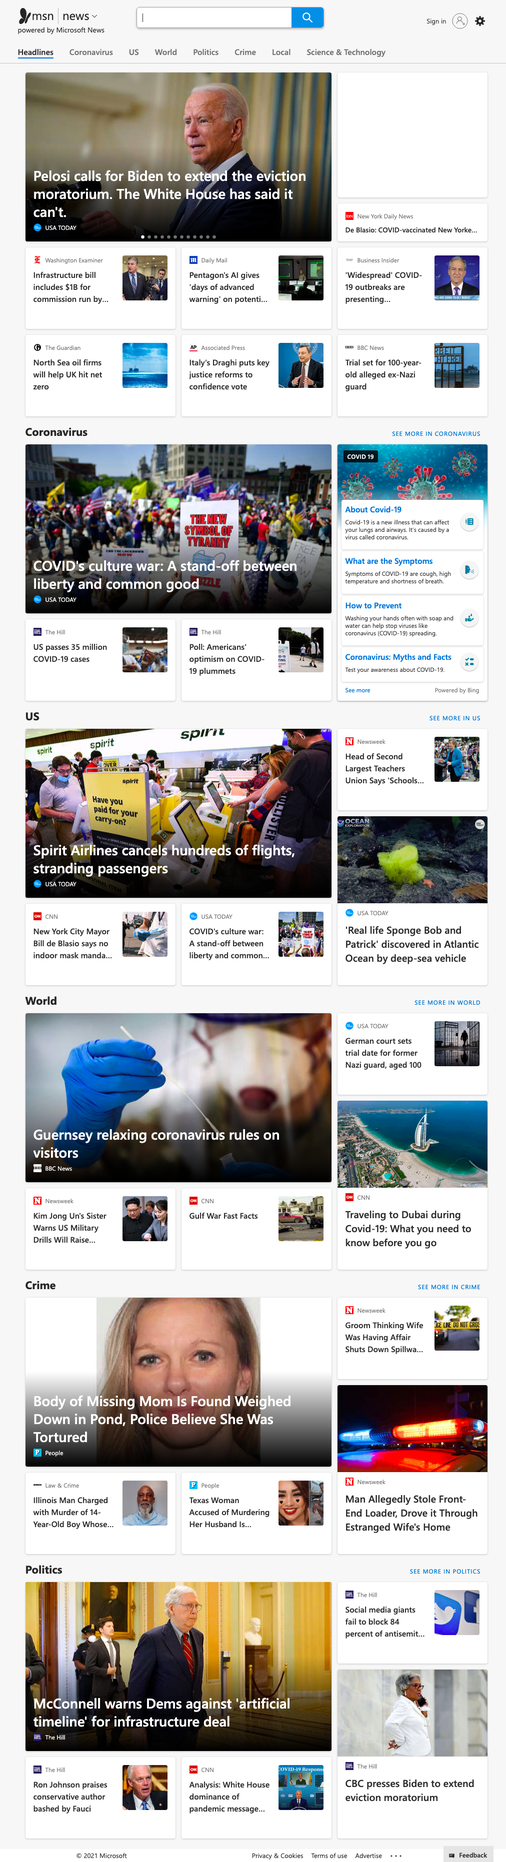 msn | news
powered by Microsoft News
Sign in
Headlines
Coronavirus
US
World
Politics
Crime
Local
Science & Technology
Pelosi calls for Biden to extend the eviction
moratorium. The White House has said it
can't.
USA TODAY
New York Daily News
De Blasio: COVID-vaccinated New Yorke...
Washington Examiner
Infrastructure bill
includes $1B for
commission run by...
Daily Mail
Pentagon's AI gives
'days of advanced
warning' on potenti...
Business Insider
'Widespread' COVID-
19 outbreaks are
presenting...
The Guardian
North Sea oil firms
will help UK hit net
zero
AP
Associated Press
Italy's Draghi puts key
justice reforms to
confidence vote
BBC News
Trial set for 100-year-
old alleged ex-Nazi
guard
Coronavirus
SEE MORE IN CORONAVIRUS
THE NEW
SYMBOL OF
TYRANNY
MUZZLE
COVID's culture war: A stand-off between
liberty and common good
USA TODAY
COVID 19
About Covid-19
Covid-19 is a new illness that can affect
your lungs and airways. It's caused by a
virus called coronavirus.
What are the Symptoms
Symptoms of COVID-19 are cough, high
temperature and shortness of breath.
How to Prevent
Washing your hands often with soap and
water can help stop viruses like
coronavirus (COVID-19) spreading.
Coronavirus: Myths and Facts
Test your awareness about COVID-19.
See more
Powered by Bing
The Hill
US passes 35 million
COVID-19 cases
The Hill
Poll: Americans'
optimism on COVID-
19 plummets
US
SEE MORE IN US
spirit
spirit
spirit
Have you
paid for your
carry-on?
Spirit Airlines cancels hundreds of flights,
stranding passengers
USA TODAY
Newsweek
Head of Second
Largest Teachers
Union Says 'Schools...
OCEAN
USA TODAY
'Real life Sponge Bob and
Patrick' discovered in Atlantic
Ocean by deep-sea vehicle
CNN
New York City Mayor
Bill de Blasio says no
indoor mask manda...
USA TODAY
COVID's culture war:
A stand-off between
liberty and common...
World
SEE MORE IN WORLD
Guernsey relaxing coronavirus rules on
visitors
BBC News
USA TODAY
German court sets
trial date for former
Nazi guard, aged 100
CNN
Traveling to Dubai during
Covid-19: What you need to
know before you go
Newsweek
Kim Jong Un's Sister
Warns US Military
Drills Will Raise...
CNN
Gulf War Fast Facts
Crime
SEE MORE IN CRIME
Body of Missing Mom Is Found Weighed
Down in Pond, Police Believe She Was
Tortured
People
Newsweek
Groom Thinking Wife
Was Having Affair
Shuts Down Spillwa...
Newsweek
Man Allegedly Stole Front-
End Loader, Drove it Through
Estranged Wife's Home
Law & Crime
Illinois Man Charged
with Murder of 14-
Year-Old Boy Whose...
People
Texas Woman
Accused of Murdering
Her Husband Is...
Politics
SEE MORE IN POLITICS
McConnell warns Dems against 'artificial
timeline' for infrastructure deal
The Hill
The Hill
Social media giants
fail to block 84
percent of antisemit...
The Hill
CBC presses Biden to extend
eviction moratorium
The Hill
Ron Johnson praises
conservative author
bashed by Fauci
CNN
Analysis: White House
dominance of
pandemic message...
© 2021 Microsoft
Privacy & Cookies
Terms of use
Advertise
Feedback